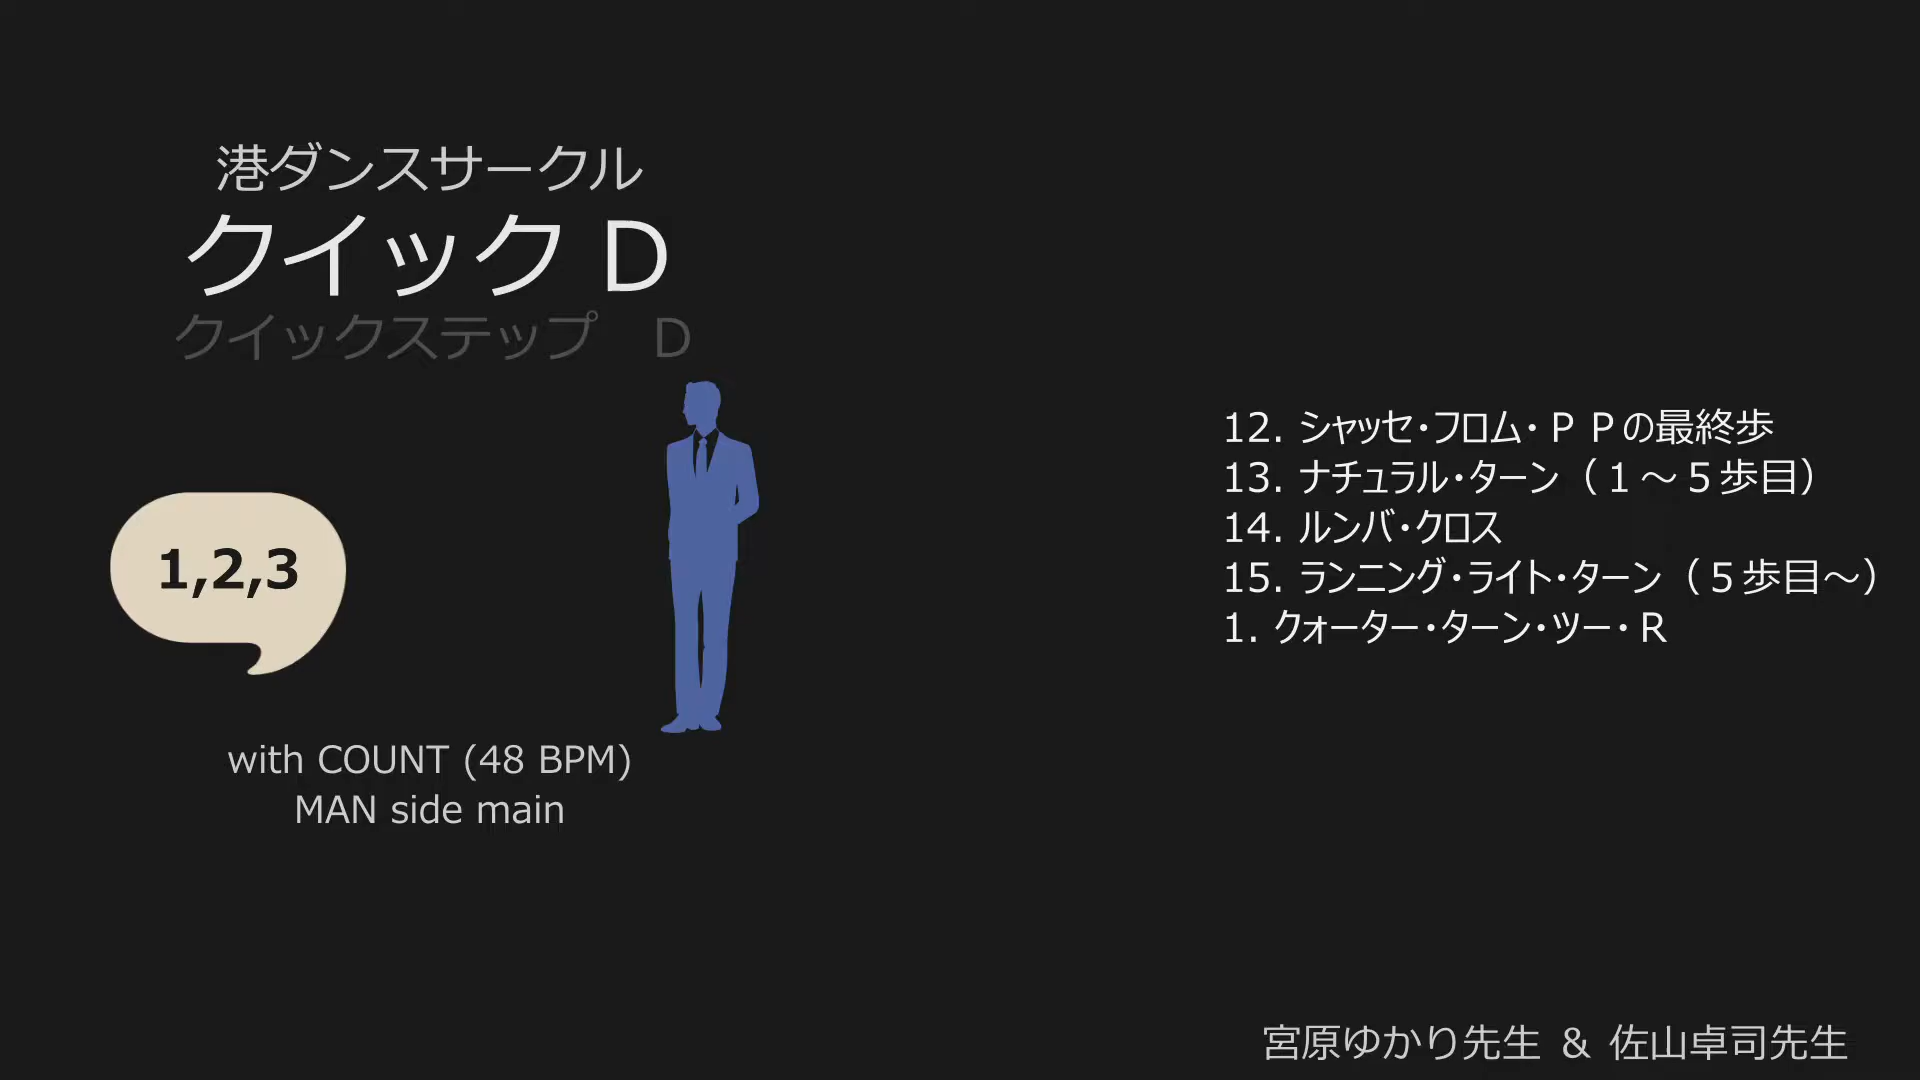 港ダンスサークル
クイック D
クイックステップ　D
1,2,3
with COUNT (48 BPM)
MAN side main
12. シャッセ・フロム・ＰＰの最終歩
13. ナチュラル・ターン（１～５歩目）
14. ルンバ・クロス
15. ランニング・ライト・ターン（５歩目～）
1. クォーター・ターン・ツー・Ｒ
宮原ゆかり先生 ＆ 佐山卓司先生